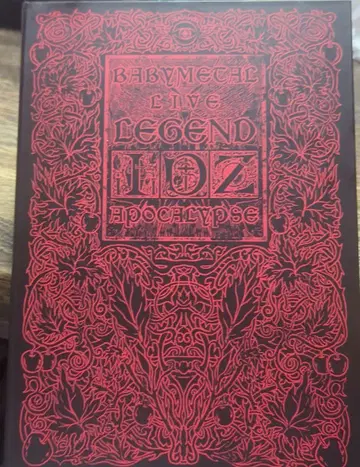 BABYMETAL
LIVE
LEGEND
I D Z
APOCALYPSE